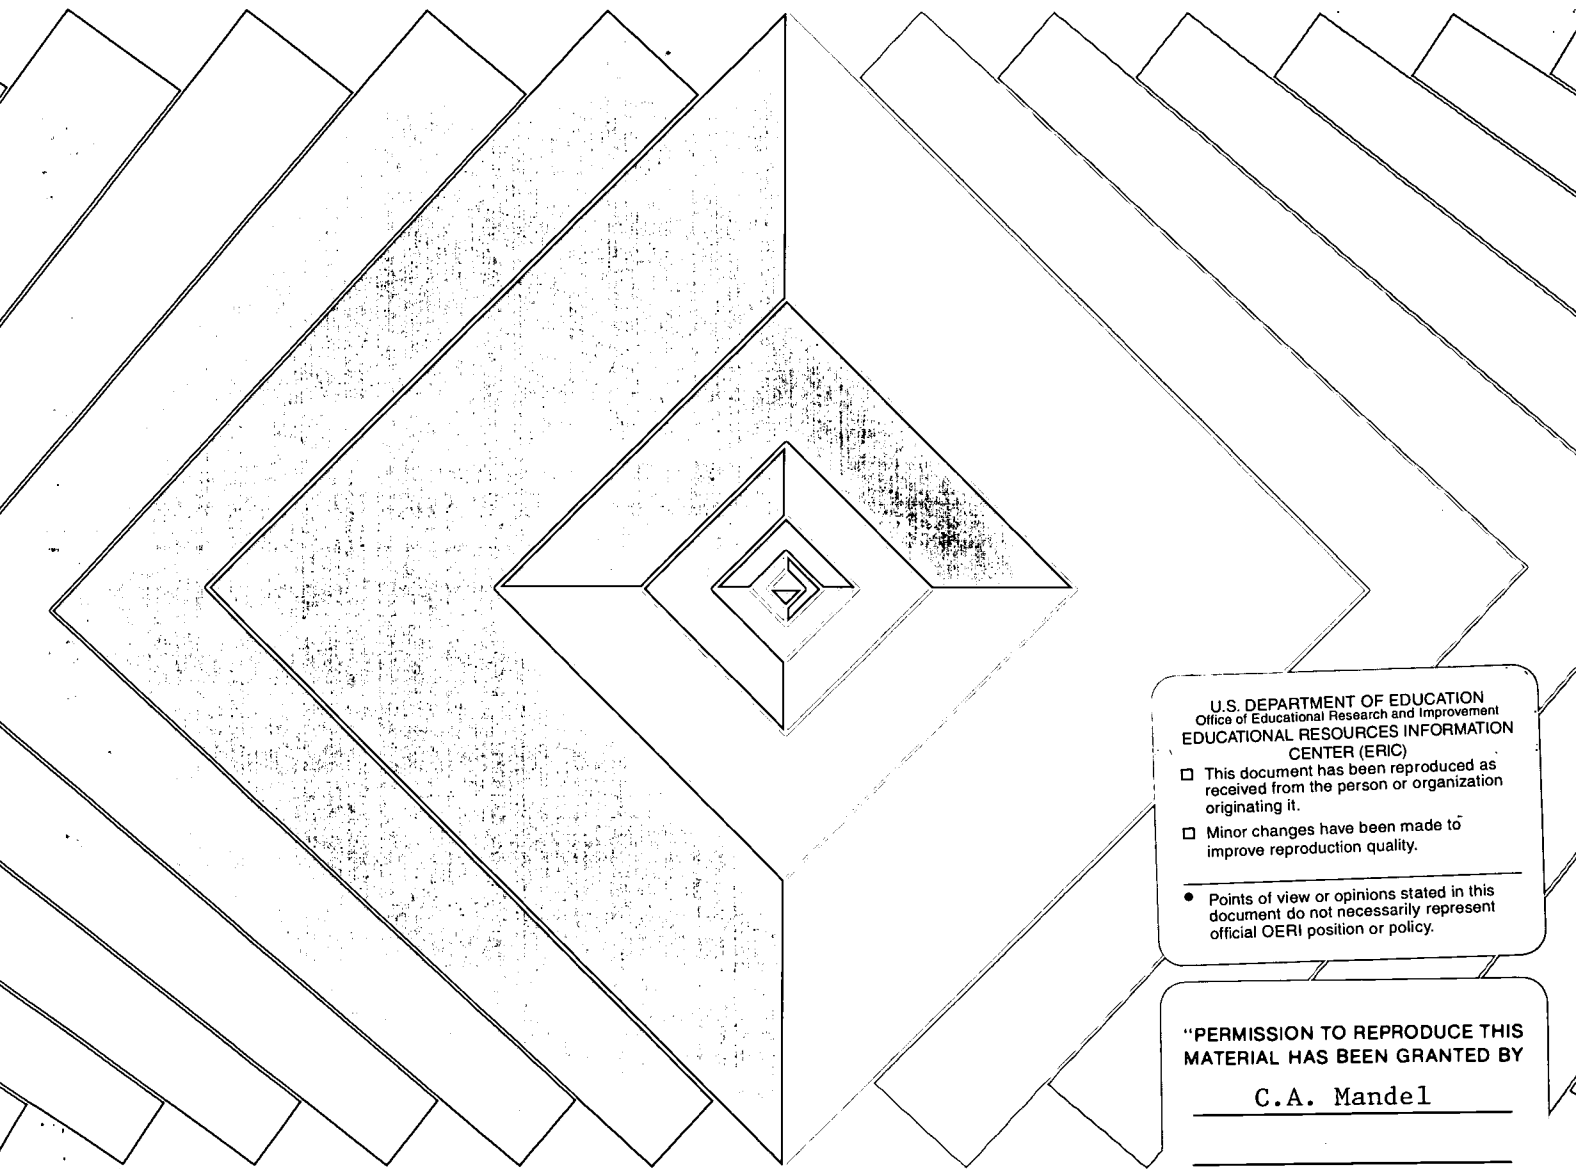 U.S. DEPARTMENT OF EDUCATION
Office of Educational Research and Improvement
EDUCATIONAL RESOURCES INFORMATION
CENTER (ERIC)
□ This document has been reproduced as
received from the person or organization
originating it.
□ Minor changes have been made to
improve reproduction quality.
● Points of view or opinions stated in this
document do not necessarily represent
official OERI position or policy.
"PERMISSION TO REPRODUCE THIS
MATERIAL HAS BEEN GRANTED BY
C.A. Mandel